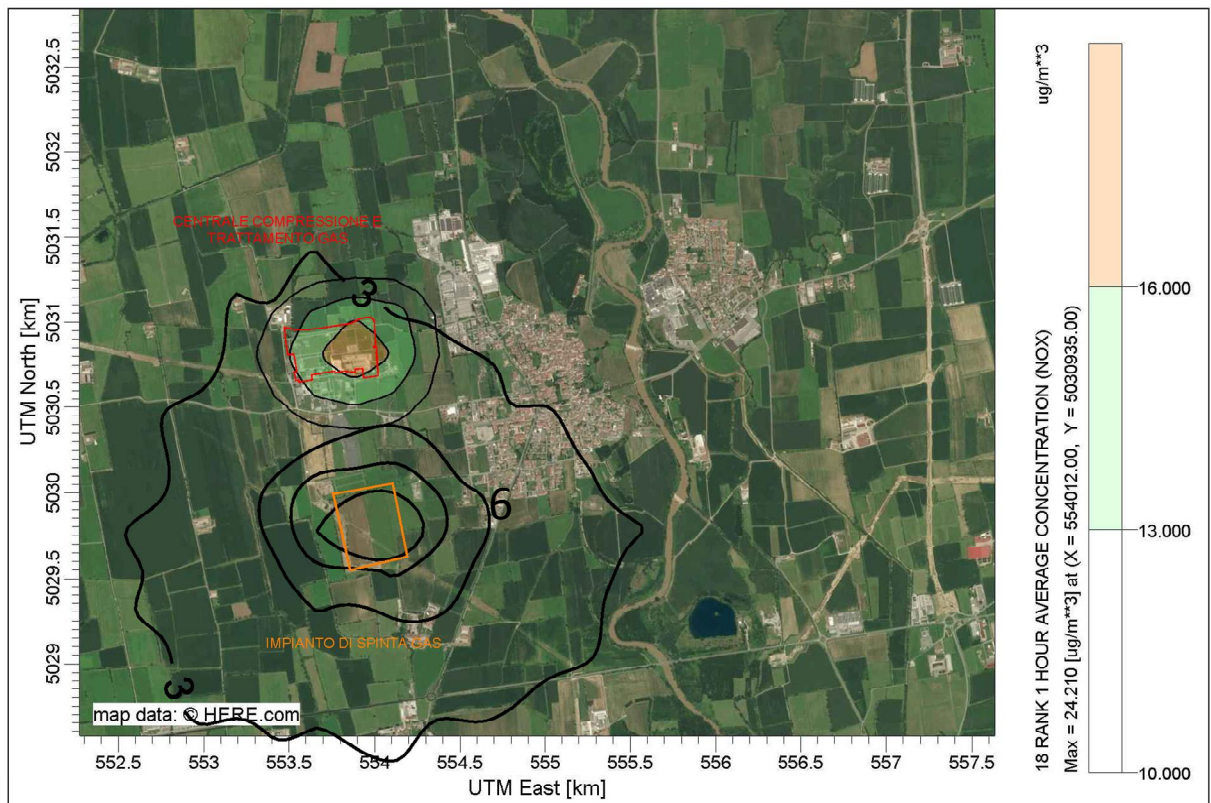 5032.5
5032
5031.5
5031
5030.5
5030
5029.5
5029
UTM North [km]
CENTRALE COMPRESSIONE E
TRATTAMENTO GAS
3
6
IMPIANTO DI SPINTA GAS
3
map data: © HERE.com
552.5
553
553.5
554
554.5
555
555.5
556
556.5
557
557.5
UTM East [km]
ug/m**3
18 RANK 1 HOUR AVERAGE CONCENTRATION (NOX)
Max = 24.210 [ug/m**3] at (X = 554012.00, Y = 5030935.00)
16.000
13.000
10.000